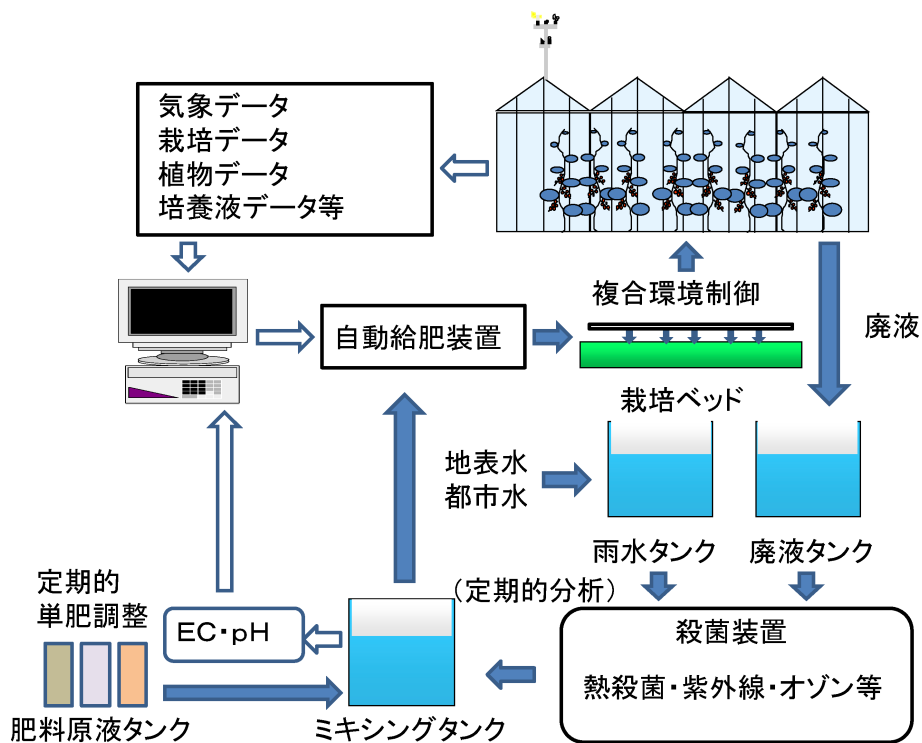 気象データ
栽培データ
植物データ
培養液データ等
複合環境制御
廃液
自動給肥装置
栽培ベッド
地表水
都市水
雨水タンク
廃液タンク
(定期的分析)
定期的
単肥調整
EC・pH
殺菌装置
熱殺菌・紫外線・オゾン等
肥料原液タンク
ミキシングタンク